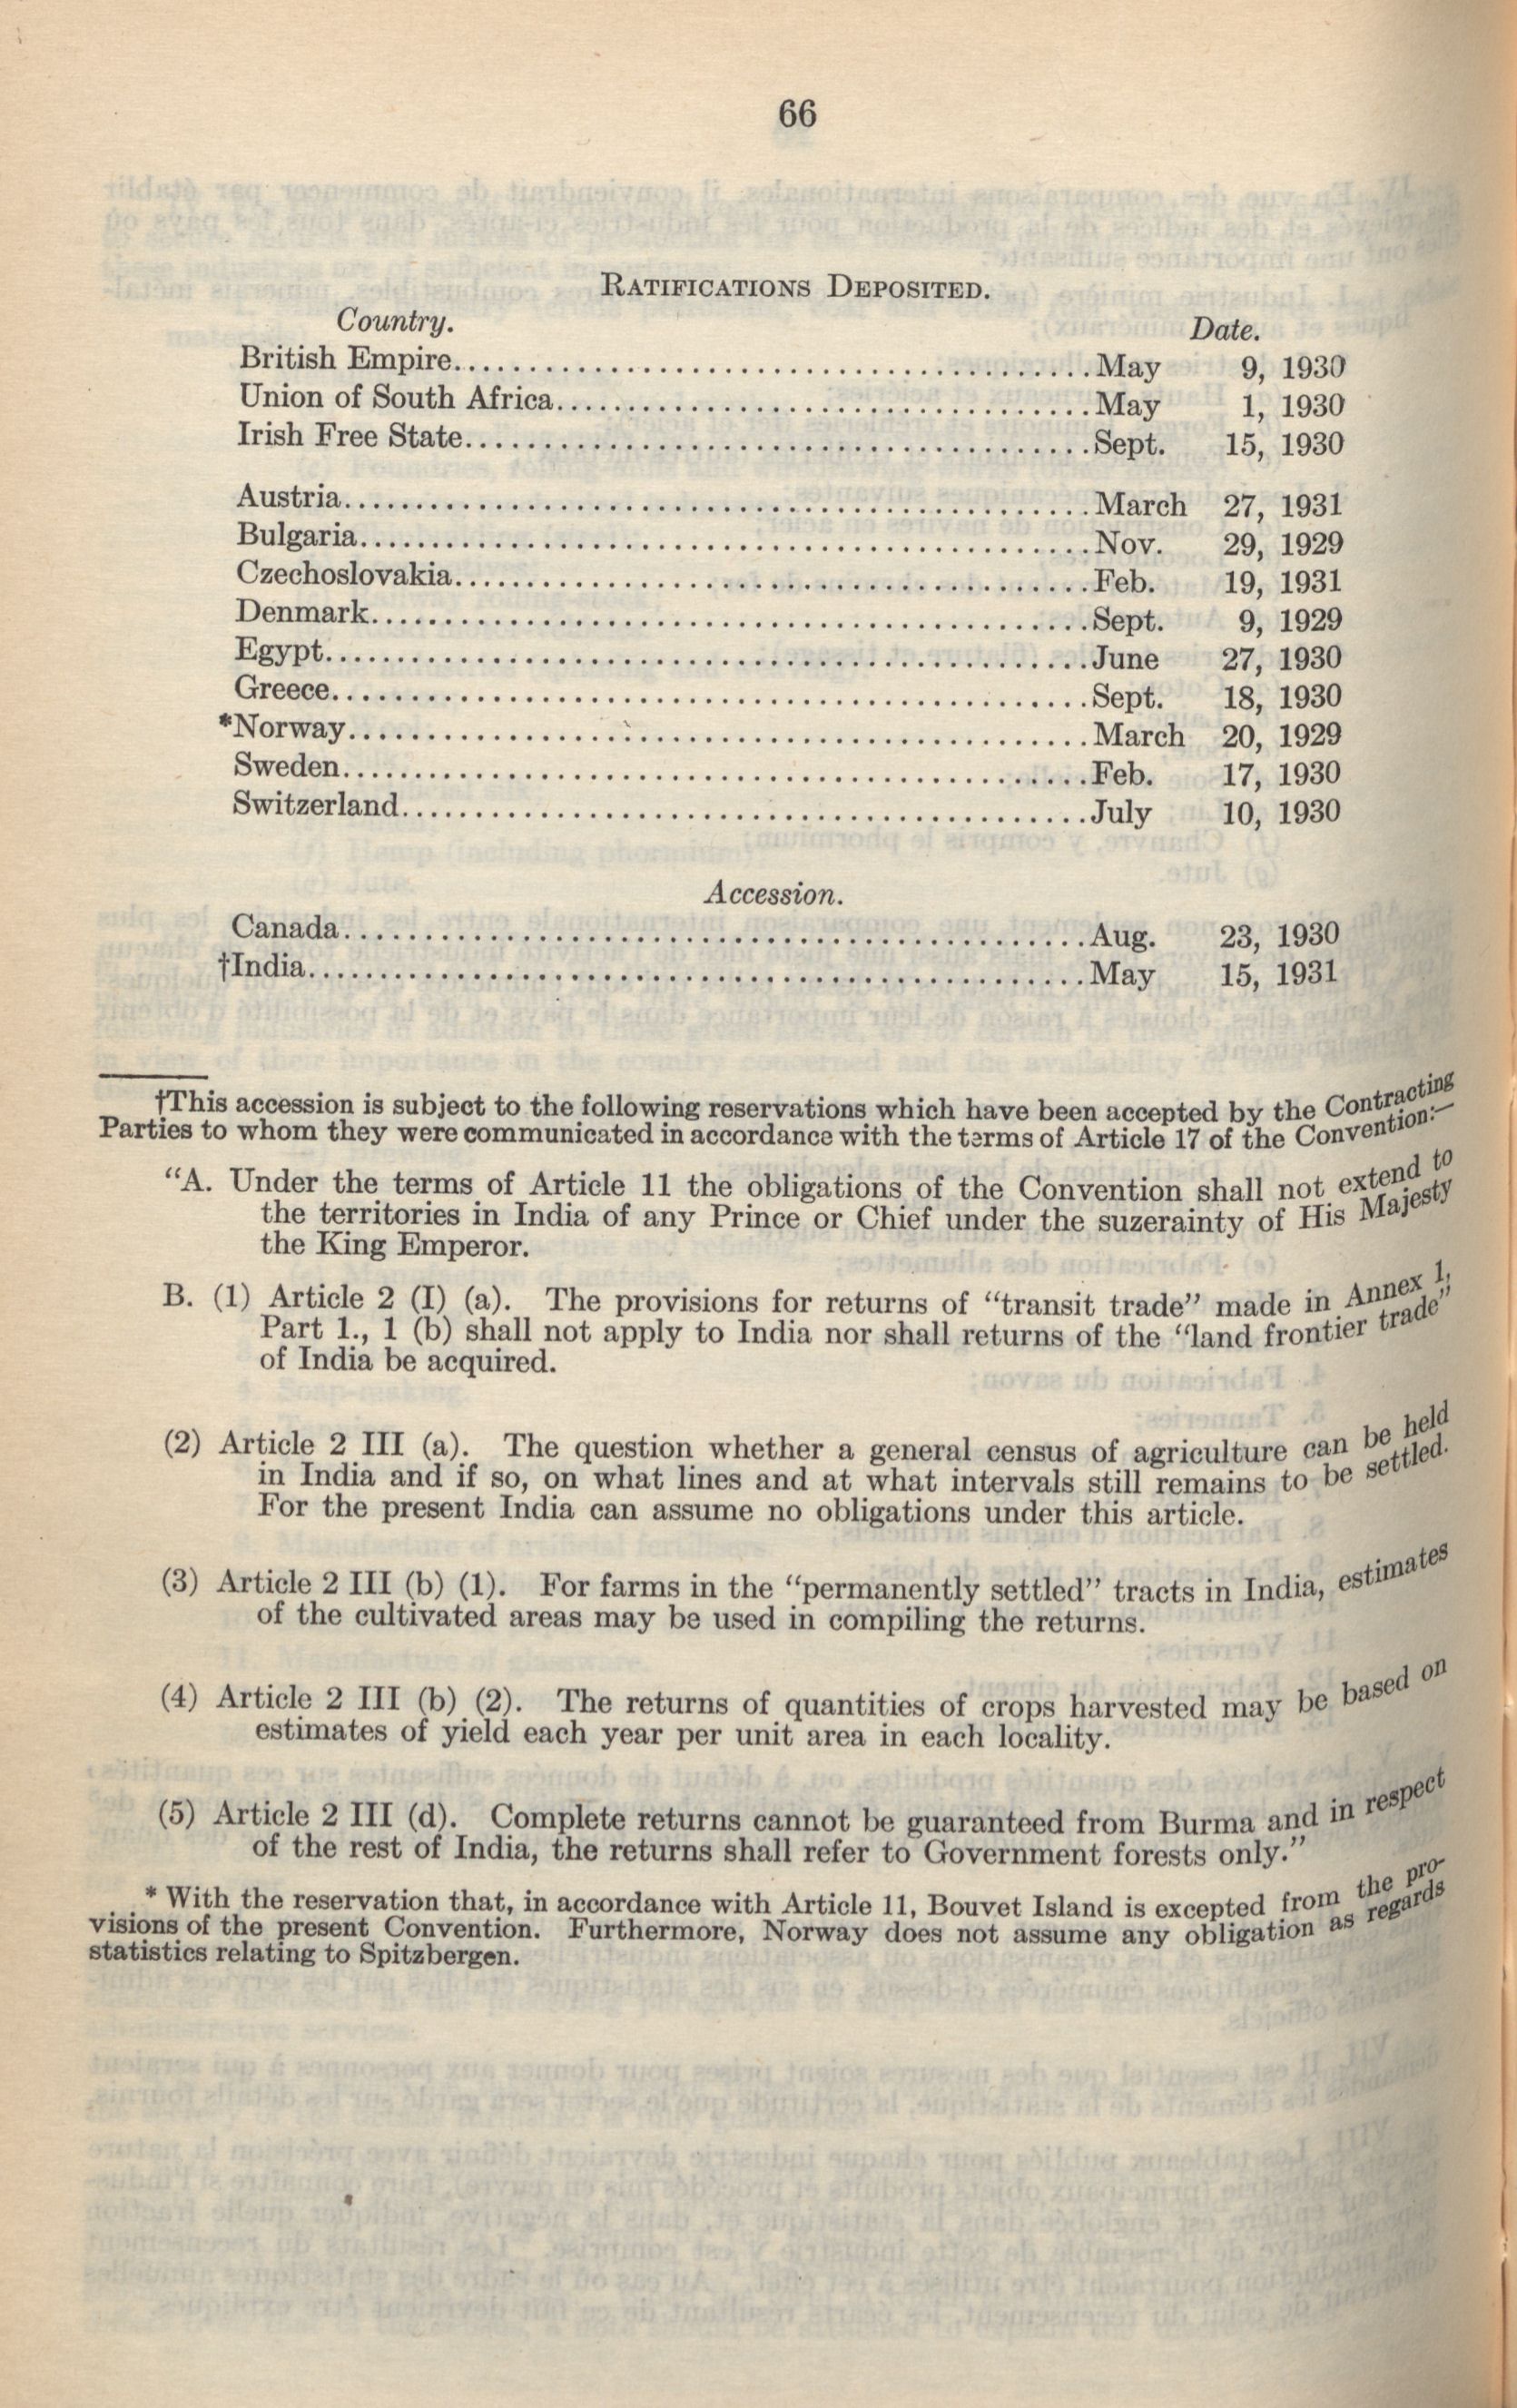 66
RATIFICATIONS DEPOSITED.
Country. Date.
British Empire........................................May 9, 1930
Union of South Africa..................................May 1, 1930
Irish Free State........................................Sept. 15, 1930
Austria................................................March 27, 1931
Bulgaria...............................................Nov. 29, 1929
Czechoslovakia.........................................Feb. 19, 1931
Denmark...............................................Sept. 9, 1929
Egypt..................................................June 27, 1930
Greece.................................................Sept. 18, 1930
*Norway................................................March 20, 1929
Sweden................................................Feb. 17, 1930
Switzerland............................................July 10, 1930
Accession.
Canada................................................Aug. 23, 1930
†India..................................................May 15, 1931
†This accession is subject to the following reservations which have been accepted by the Contracting
Parties to whom they were communicated in accordance with the terms of Article 17 of the Convention:—
“A. Under the terms of Article 11 the obligations of the Convention shall not extend to
the territories in India of any Prince or Chief under the suzerainty of His Majesty
the King Emperor.
B. (1) Article 2 (I) (a). The provisions for returns of “transit trade” made in Annex 1,
Part 1., 1 (b) shall not apply to India nor shall returns of the “land frontier trade”
of India be acquired.
(2) Article 2 III (a). The question whether a general census of agriculture can be held
in India and if so, on what lines and at what intervals still remains to be settled.
For the present India can assume no obligations under this article.
(3) Article 2 III (b) (1). For farms in the “permanently settled” tracts in India, estimates
of the cultivated areas may be used in compiling the returns.
(4) Article 2 III (b) (2). The returns of quantities of crops harvested may be based on
estimates of yield each year per unit area in each locality.
(5) Article 2 III (d). Complete returns cannot be guaranteed from Burma and in respect
of the rest of India, the returns shall refer to Government forests only.”
* With the reservation that, in accordance with Article 11, Bouvet Island is excepted from the pro-
visions of the present Convention. Furthermore, Norway does not assume any obligation as regards
statistics relating to Spitzbergen.